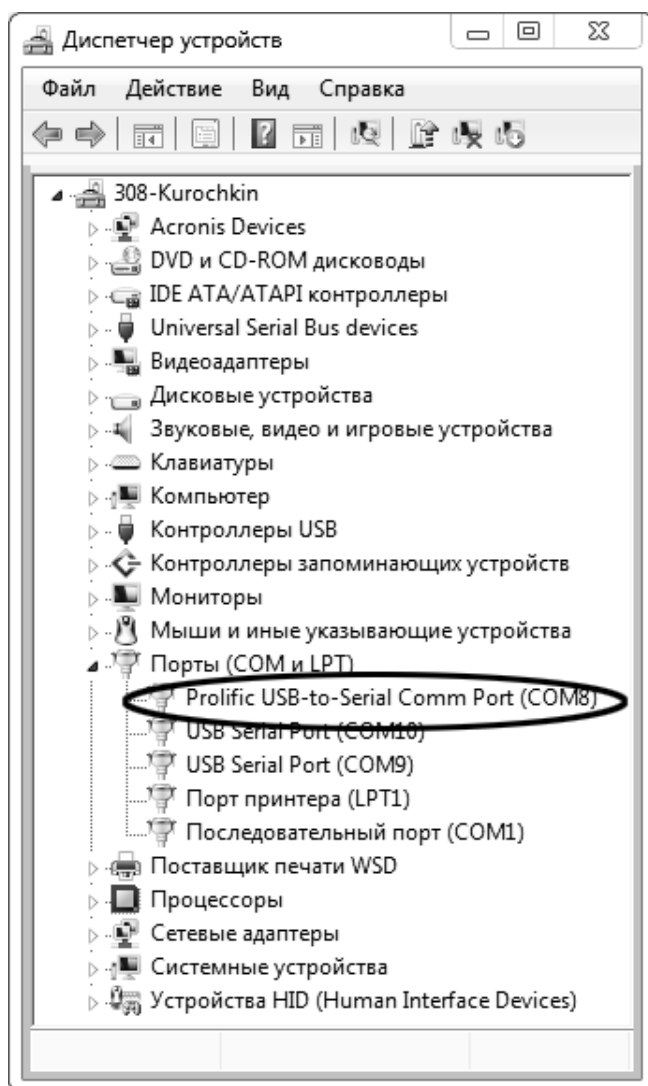 Диспетчер устройств
Файл Действие Вид Справка
308-Kurochkin
Acronis Devices
DVD и CD-ROM дисководы
IDE ATA/ATAPI контроллеры
Universal Serial Bus devices
Видеоадаптеры
Дисковые устройства
Звуковые, видео и игровые устройства
Клавиатуры
Компьютер
Контроллеры USB
Контроллеры запоминающих устройств
Мониторы
Мыши и иные указывающие устройства
Порты (COM и LPT)
Prolific USB-to-Serial Comm Port (COM8)
USB Serial Port (COM10)
USB Serial Port (COM9)
Порт принтера (LPT1)
Последовательный порт (COM1)
Поставщик печати WSD
Процессоры
Сетевые адаптеры
Системные устройства
Устройства HID (Human Interface Devices)